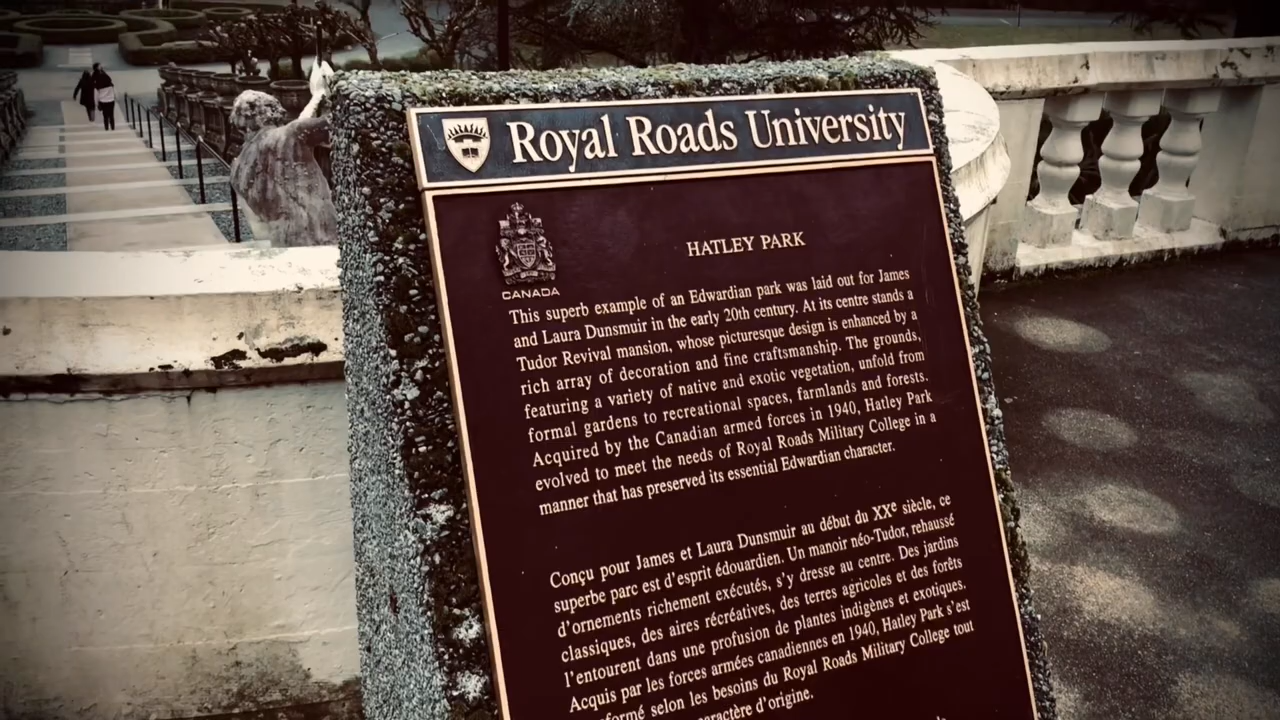 Royal Roads University
CANADA
HATLEY PARK
This superb example of an Edwardian park was laid out for James
and Laura Dunsmuir in the early 20th century. At its centre stands a
Tudor Revival mansion, whose picturesque design is enhanced by a
rich array of decoration and fine craftsmanship. The grounds,
featuring a variety of native and exotic vegetation, unfold from
formal gardens to recreational spaces, farmlands and forests.
Acquired by the Canadian armed forces in 1940, Hatley Park
evolved to meet the needs of Royal Roads Military College in a
manner that has preserved its essential Edwardian character.
Conçu pour James et Laura Dunsmuir au début du XXe siècle, ce
superbe parc est d'esprit édouardien. Un manoir néo-Tudor, rehaussé
d'ornements richement exécutés, s'y dresse au centre. Des jardins
classiques, des aires récréatives, des terres agricoles et des forêts
l'entourent dans une profusion de plantes indigènes et exotiques.
Acquis par les forces armées canadiennes en 1940, Hatley Park s'est
formé selon les besoins du Royal Roads Military College tout
d'origine.